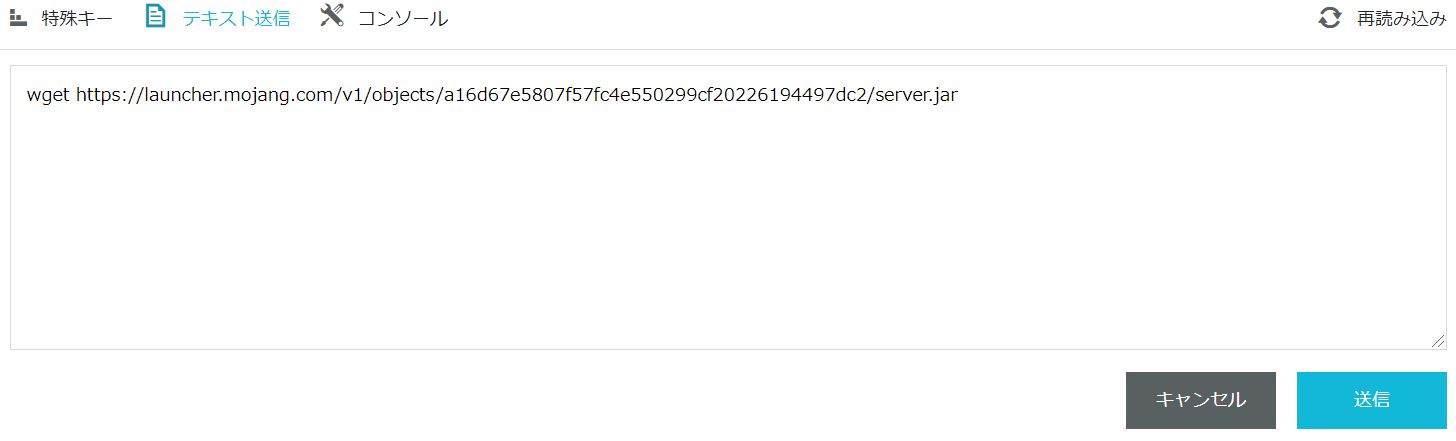 特殊キー テキスト送信 コンソール 再読み込み
wget https://launcher.mojang.com/v1/objects/a16d67e5807f57fc4e550299cf20226194497dc2/server.jar
キャンセル 送信